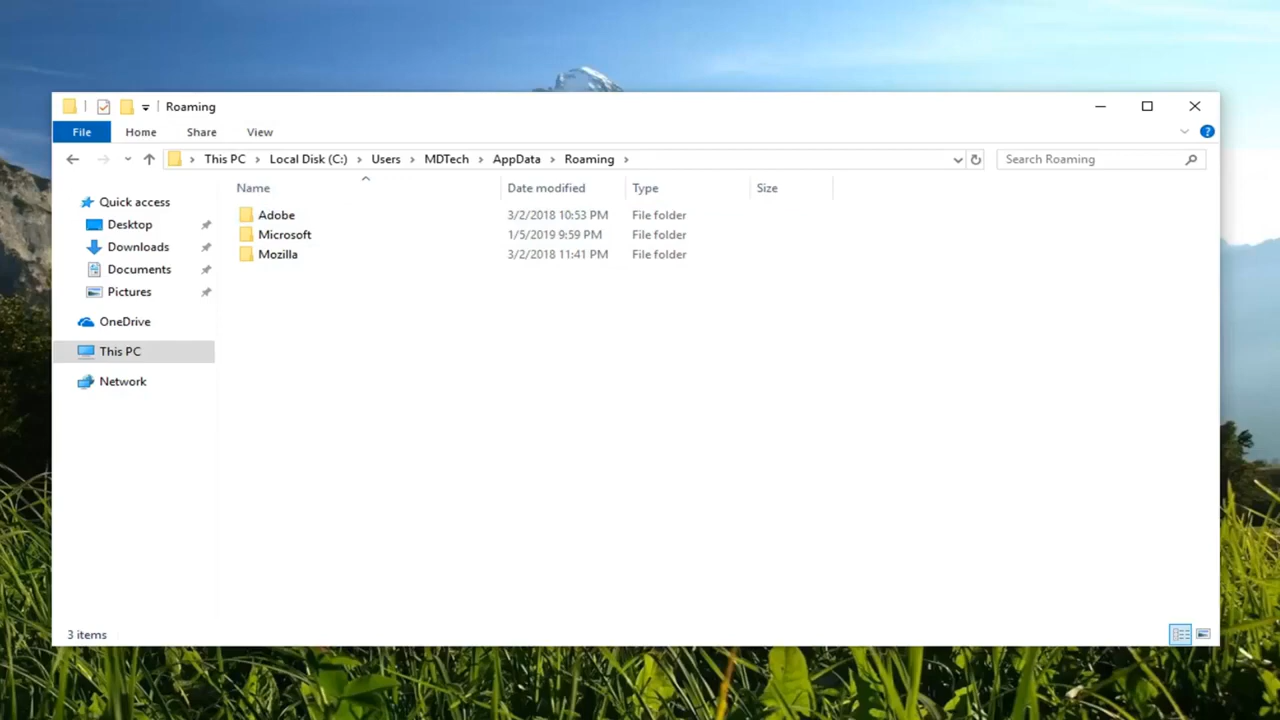 Roaming
File Home Share View
This PC Local Disk (C:) Users MDTech AppData Roaming Search Roaming
Name Date modified Type Size
Quick access
Desktop
Downloads
Documents
Pictures
OneDrive
This PC
Network
Adobe 3/2/2018 10:53 PM File folder
Microsoft 1/5/2019 9:59 PM File folder
Mozilla 3/2/2018 11:41 PM File folder
3 items